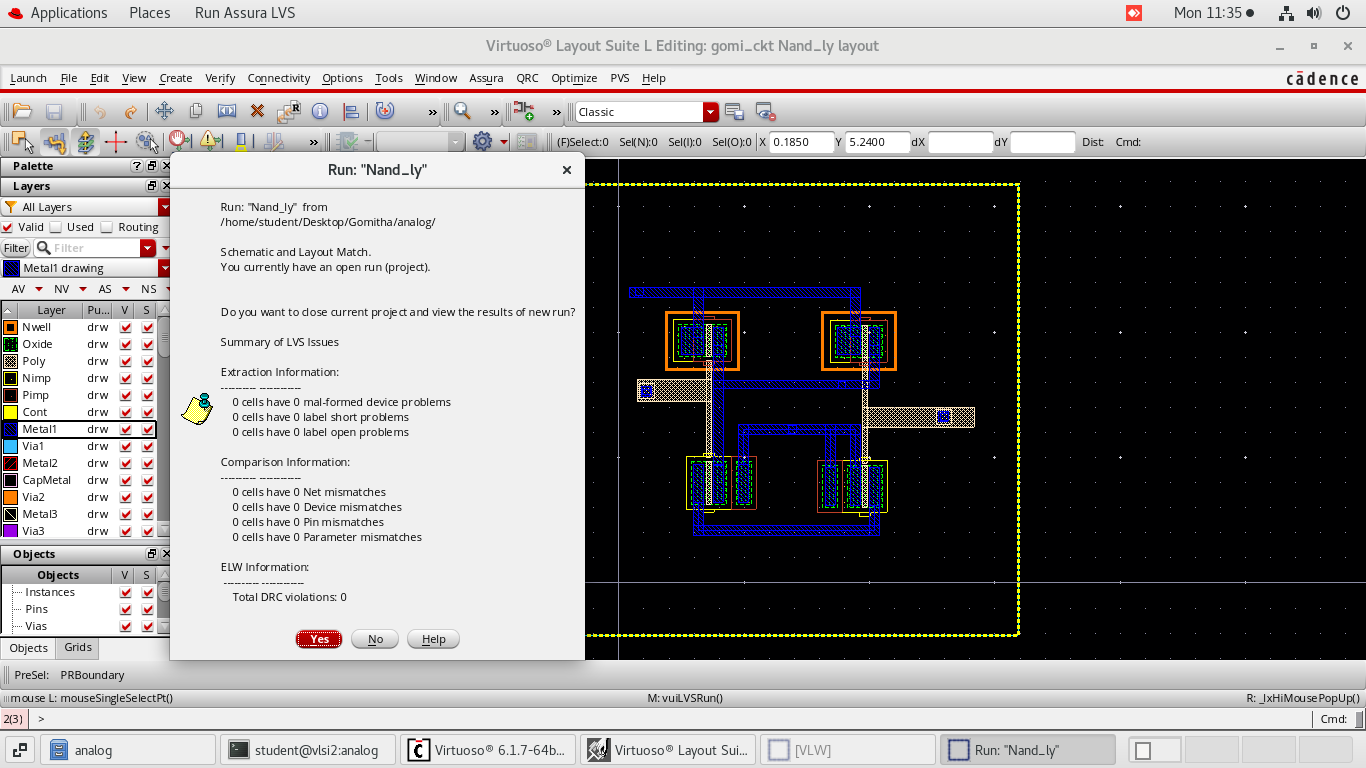 Applications Places Run Assura LVS Mon 11:35
Virtuoso® Layout Suite L Editing: gomi_ckt Nand_ly layout
Launch File Edit View Create Verify Connectivity Options Tools Window Assura QRC Optimize PVS Help cādence
» » » Classic
» (F)Select:0 Sel(N):0 Sel(I):0 Sel(O):0 X 0.1850 Y 5.2400 dX dY Dist: Cmd:
Palette
Layers
All Layers
Valid Used Routing
Filter Filter
Metal1 drawing
AV NV AS NS
Layer Pu... V S
Nwell drw
Oxide drw
Poly drw
Nimp drw
Pimp drw
Cont drw
Metal1 drw
Via1 drw
Metal2 drw
CapMetal drw
Via2 drw
Metal3 drw
Via3 drw
Objects
Objects V S
Instances
Pins
Vias
Objects Grids
Run: "Nand_ly"
Run: "Nand_ly" from
/home/student/Desktop/Gomitha/analog/
Schematic and Layout Match.
You currently have an open run (project).
Do you want to close current project and view the results of new run?
Summary of LVS Issues
Extraction Information:
0 cells have 0 mal-formed device problems
0 cells have 0 label short problems
0 cells have 0 label open problems
Comparison Information:
0 cells have 0 Net mismatches
0 cells have 0 Device mismatches
0 cells have 0 Pin mismatches
0 cells have 0 Parameter mismatches
ELW Information:
Total DRC violations: 0
Yes No Help
PreSel: PRBoundary
mouse L: mouseSingleSelectPt() M: vuiLVSRun() R: _lxHiMousePopUp()
2(3) > Cmd:
analog student@vlsi2:analog Virtuoso® 6.1.7-64b... Virtuoso® Layout Sui... [VLW] Run: "Nand_ly"